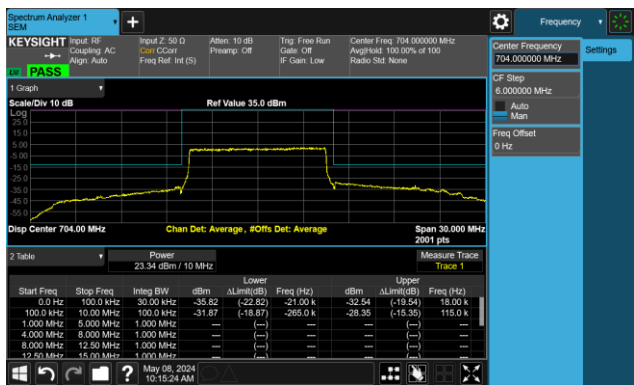 Spectrum Analyzer 1
SEM
+
Frequency
KEYSIGHT
Input: RF
Coupling: AC
Align: Auto
Input Z: 50 Ω
Corr CCorr
Freq Ref: Int (S)
Atten: 10 dB
Preamp: Off
Trig: Free Run
Gate: Off
IF Gain: Low
Center Freq: 704.000000 MHz
Avg|Hold: 100.00% of 100
Radio Std: None
LXI
PASS
Center Frequency
704.000000 MHz
Settings
CF Step
6.000000 MHz
Auto
Man
Freq Offset
0 Hz
1 Graph
Scale/Div 10 dB
Ref Value 35.0 dBm
Log
25.0
15.0
5.00
-5.00
-15.0
-25.0
-35.0
-45.0
-55.0
Disp Center 704.00 MHz
Chan Det: Average, #Offs Det: Average
Span 30.000 MHz
2001 pts
2 Table
Power
23.34 dBm / 10 MHz
Measure Trace
Trace 1
Lower Upper
Start Freq Stop Freq Integ BW dBm ΔLimit(dB) Freq (Hz) dBm ΔLimit(dB) Freq (Hz)
0.0 Hz 100.0 kHz 30.00 kHz -35.82 (-22.82) -21.00 k -32.54 (-19.54) 18.00 k
100.0 kHz 10.00 MHz 100.0 kHz -31.87 (-18.87) -265.0 k -28.35 (-15.35) 115.0 k
1.000 MHz 5.000 MHz 1.000 MHz --- (---) --- --- (---) ---
4.000 MHz 8.000 MHz 1.000 MHz --- (---) --- --- (---) ---
8.000 MHz 12.50 MHz 1.000 MHz --- (---) --- --- (---) ---
12.50 MHz 15.00 MHz 1.000 MHz --- (---) --- --- (---) ---
?
May 08, 2024
10:15:24 AM